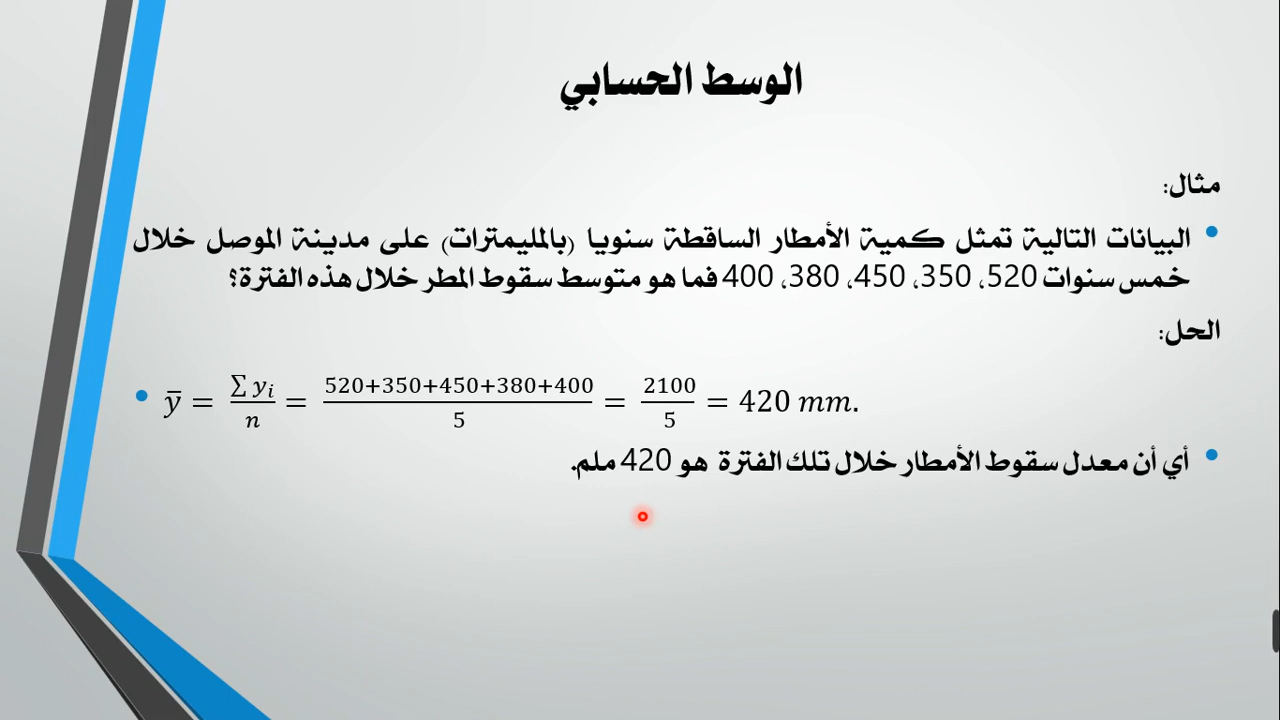 الوسط الحسابي
مثال:
• البيانات التالية تمثل كمية الأمطار الساقطة سنويا (بالمليمترات) على مدينة الموصل خلال
خمس سنوات 520، 350، 450، 380، 400 فما هو متوسط سقوط المطر خلال هذه الفترة؟
الحل:
• ȳ = ∑ yᵢ / n = 520+350+450+380+400 / 5 = 2100 / 5 = 420 mm.
• أي أن معدل سقوط الأمطار خلال تلك الفترة هو 420 ملم.